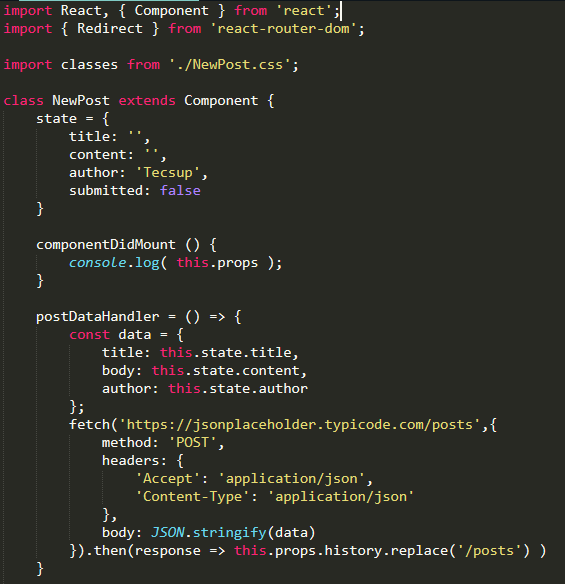 import React, { Component } from 'react';
import { Redirect } from 'react-router-dom';

import classes from './NewPost.css';

class NewPost extends Component {
    state = {
        title: '',
        content: '',
        author: 'Tecsup',
        submitted: false
    }

    componentDidMount () {
        console.log( this.props );
    }

    postDataHandler = () => {
        const data = {
            title: this.state.title,
            body: this.state.content,
            author: this.state.author
        };
        fetch('https://jsonplaceholder.typicode.com/posts',{
            method: 'POST',
            headers: {
                'Accept': 'application/json',
                'Content-Type': 'application/json'
            },
            body: JSON.stringify(data)
        }).then(response => this.props.history.replace('/posts') )
    }